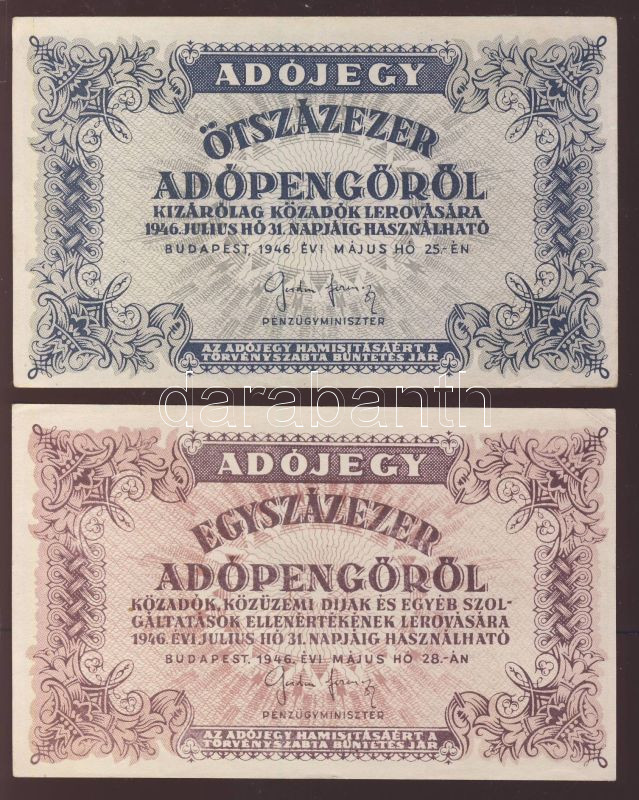 ADÓJEGY
ÖTSZÁZEZER
ADÓPENGŐRŐL
KIZÁRÓLAG KÖZADÓK LEROVÁSÁRA
1946. JULIUS HÓ 31. NAPJÁIG HASZNÁLHATÓ
BUDAPEST, 1946. ÉVI MÁJUS HÓ 25.-ÉN
PÉNZÜGYMINISZTER
AZ ADÓJEGY HAMISITÁSÁÉRT A
TÖRVÉNYSZABTA BÜNTETÉS JÁR
darabanth
ADÓJEGY
EGYSZÁZEZER
ADÓPENGŐRŐL
KÖZADÓK, KÖZÜZEMI DIJAK ÉS EGYÉB SZOL-
GÁLTATÁSOK ELLENÉRTÉKÉNEK LEROVÁSÁRA
1946. ÉVI JULIUS HÓ 31. NAPJÁIG HASZNÁLHATÓ
BUDAPEST, 1946. ÉVI MÁJUS HÓ 28.-ÁN
PÉNZÜGYMINISZTER
AZ ADÓJEGY HAMISITÁSÁÉRT A
TÖRVÉNYSZABTA BÜNTETÉS JÁR